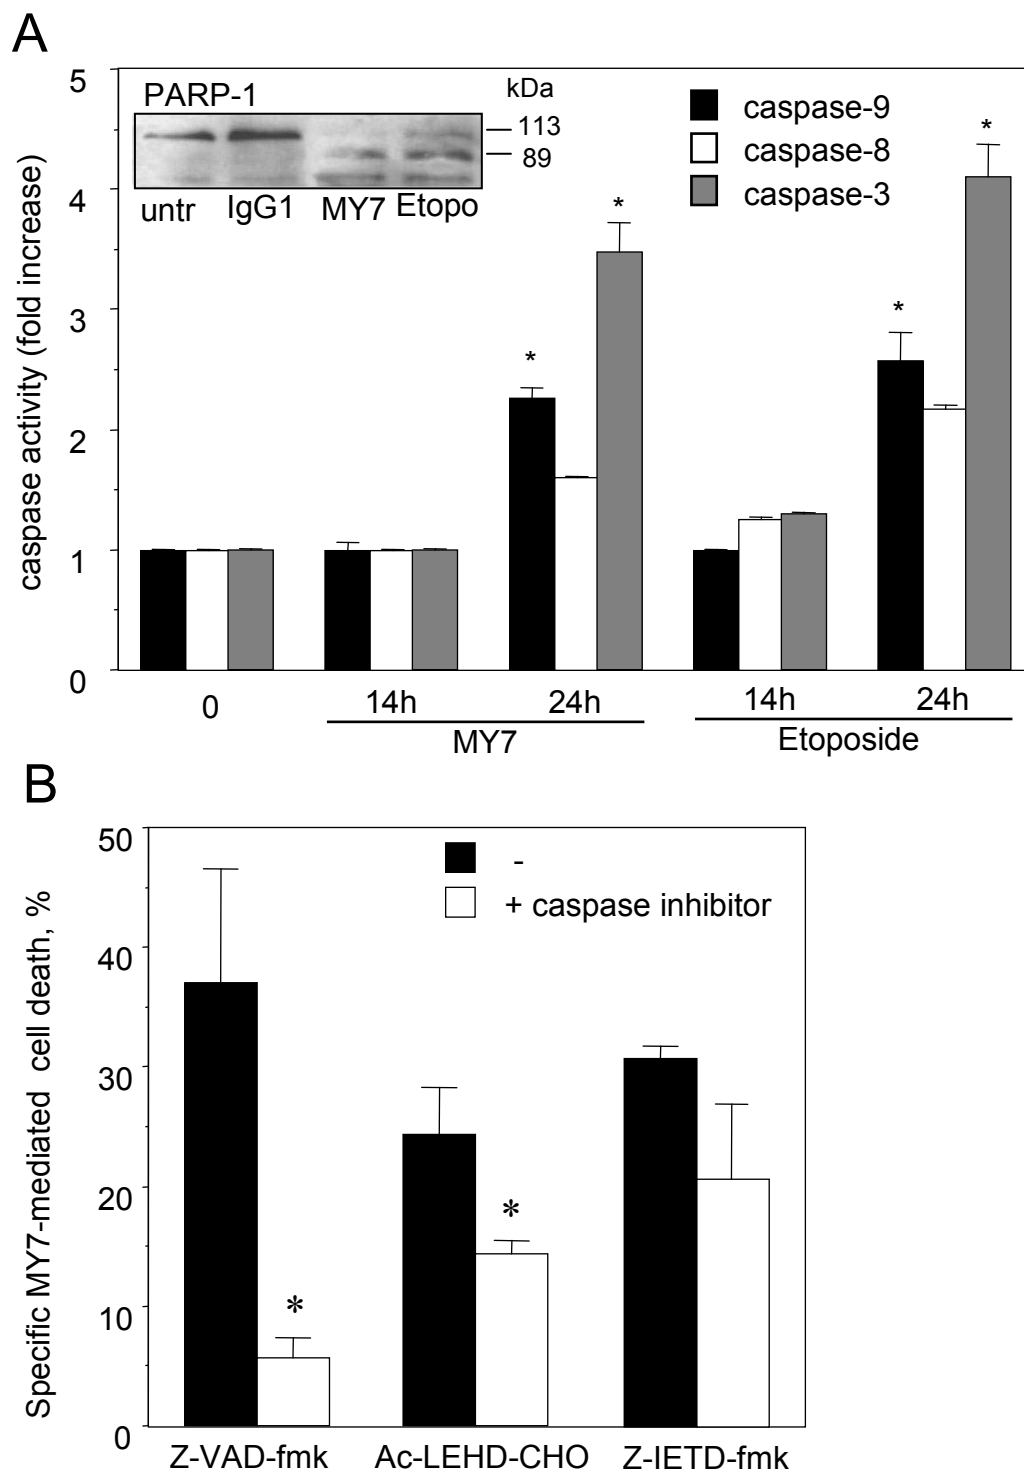 A
5
4
3
2
1
0
caspase activity (fold increase)
PARP-1
kDa
113
89
untr IgG1 MY7 Etopo
caspase-9
caspase-8
caspase-3
* * * *
0 14h 24h 14h 24h
MY7 Etoposide
B
50
40
30
20
10
0
Specific MY7-mediated cell death, %
-
+ caspase inhibitor
* *
Z-VAD-fmk Ac-LEHD-CHO Z-IETD-fmk